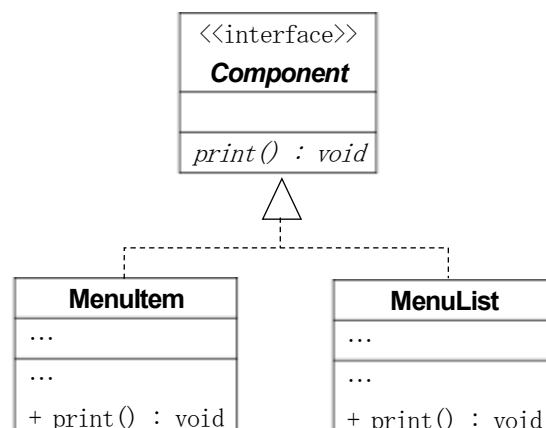 <<interface>>
Component
print() : void
MenuItem
...
...
+ print() : void
MenuList
...
...
+ print() : void